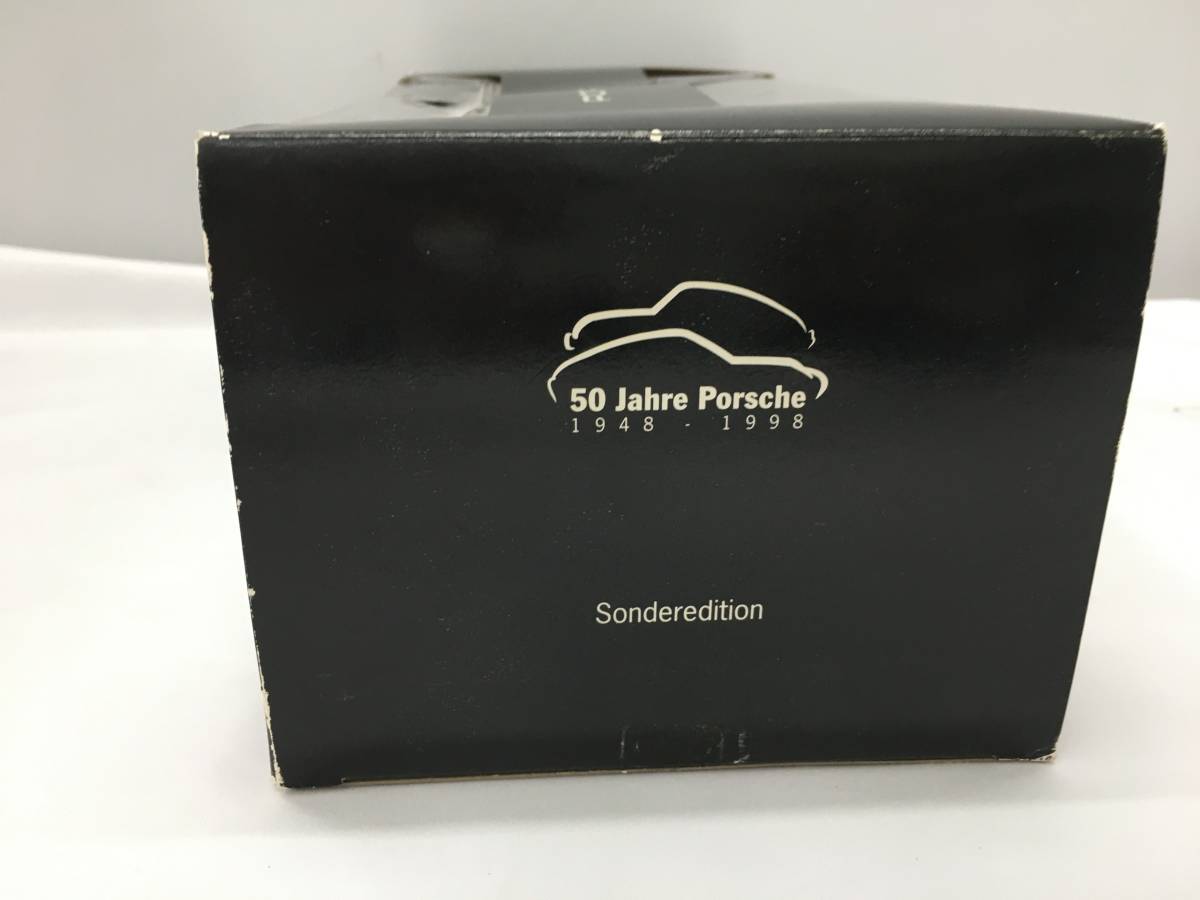 50 Jahre Porsche
1948 - 1998
Sonderedition